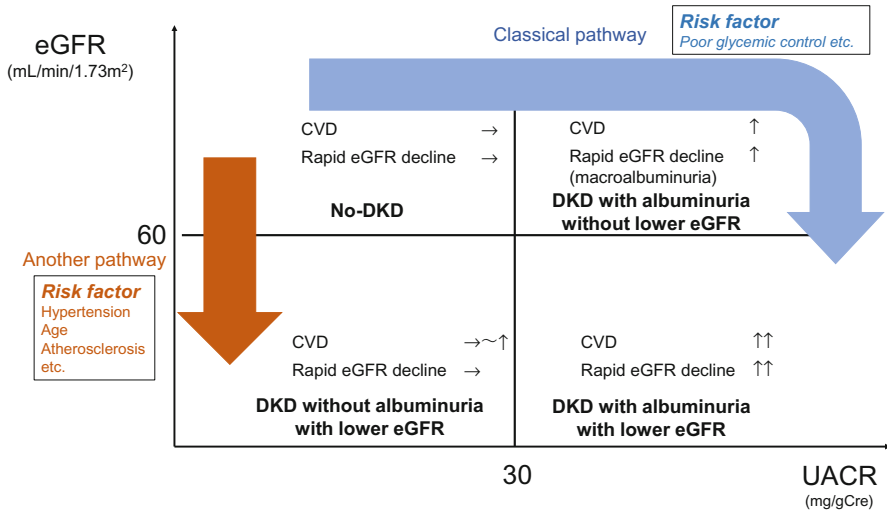 eGFR
(mL/min/1.73m²)
Classical pathway
Risk factor
Poor glycemic control etc.
CVD →
Rapid eGFR decline →
No-DKD
CVD ↑
Rapid eGFR decline ↑
(macroalbuminuria)
DKD with albuminuria
without lower eGFR
60
Another pathway
Risk factor
Hypertension
Age
Atherosclerosis
etc.
CVD →~↑
Rapid eGFR decline →
DKD without albuminuria
with lower eGFR
CVD ↑↑
Rapid eGFR decline ↑↑
DKD with albuminuria
with lower eGFR
30
UACR
(mg/gCre)